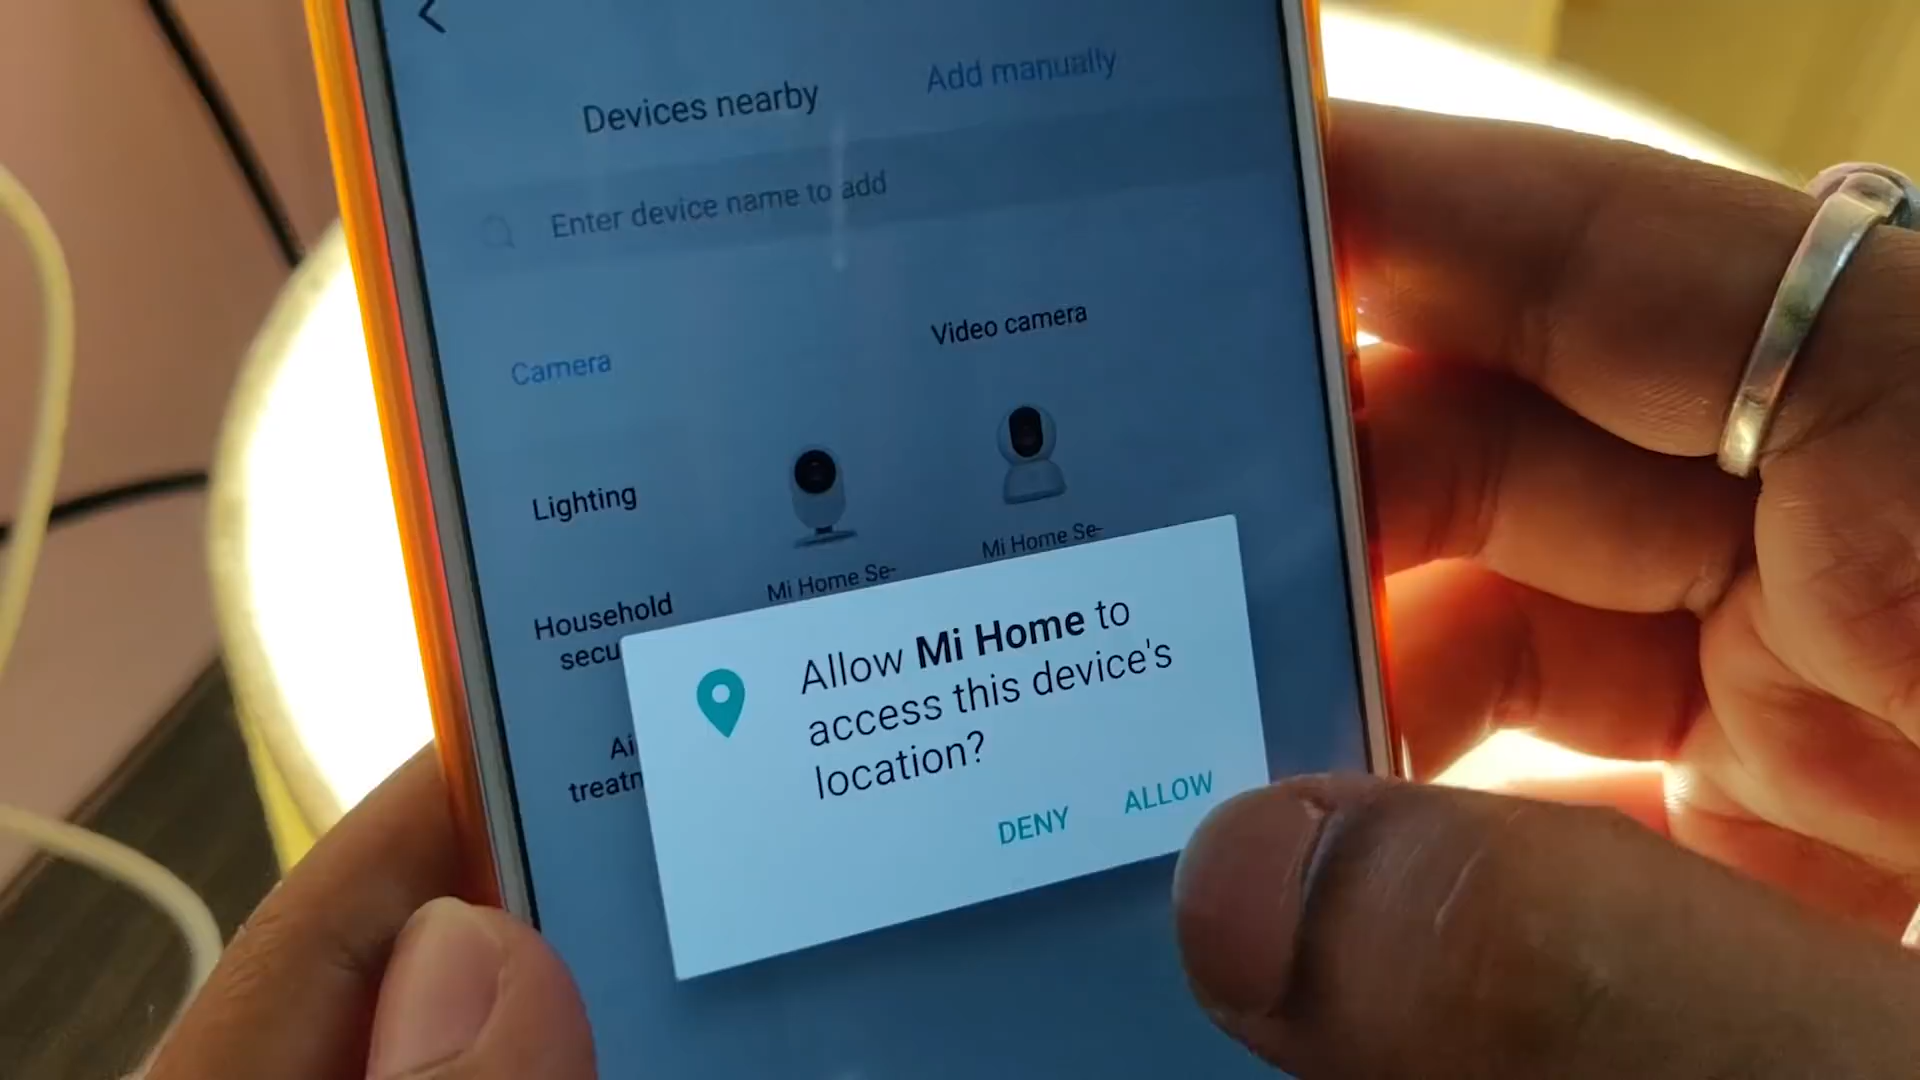 Devices nearby
Add manually
Enter device name to add
Camera
Video camera
Lighting
Mi Home Se-
Mi Home Se-
Household
secu
Ai
treatn
Allow Mi Home to
access this device's
location?
DENY
ALLOW